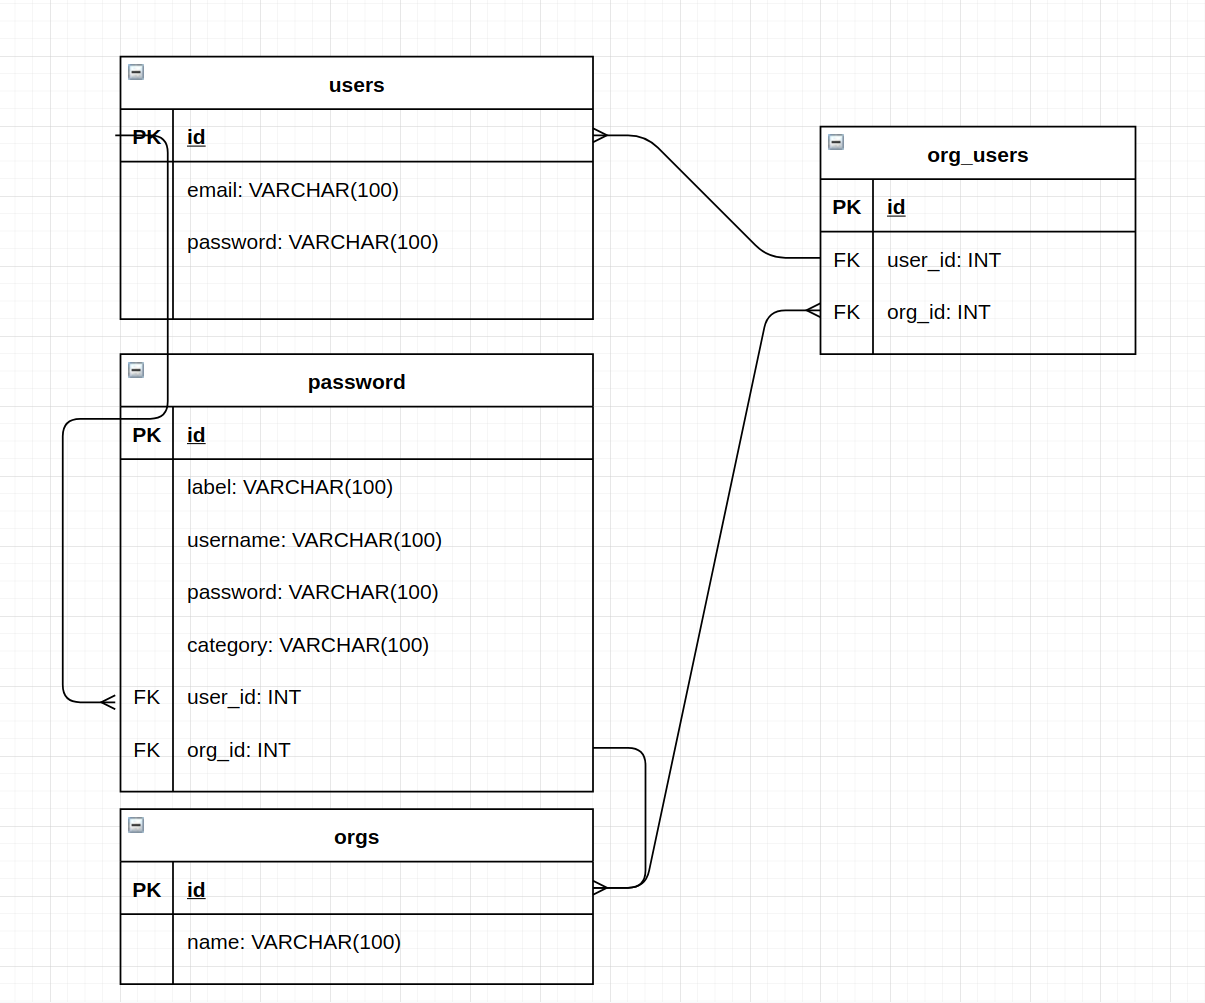 users
PK id
email: VARCHAR(100)
password: VARCHAR(100)
org_users
PK id
FK user_id: INT
FK org_id: INT
password
PK id
label: VARCHAR(100)
username: VARCHAR(100)
password: VARCHAR(100)
category: VARCHAR(100)
FK user_id: INT
FK org_id: INT
orgs
PK id
name: VARCHAR(100)